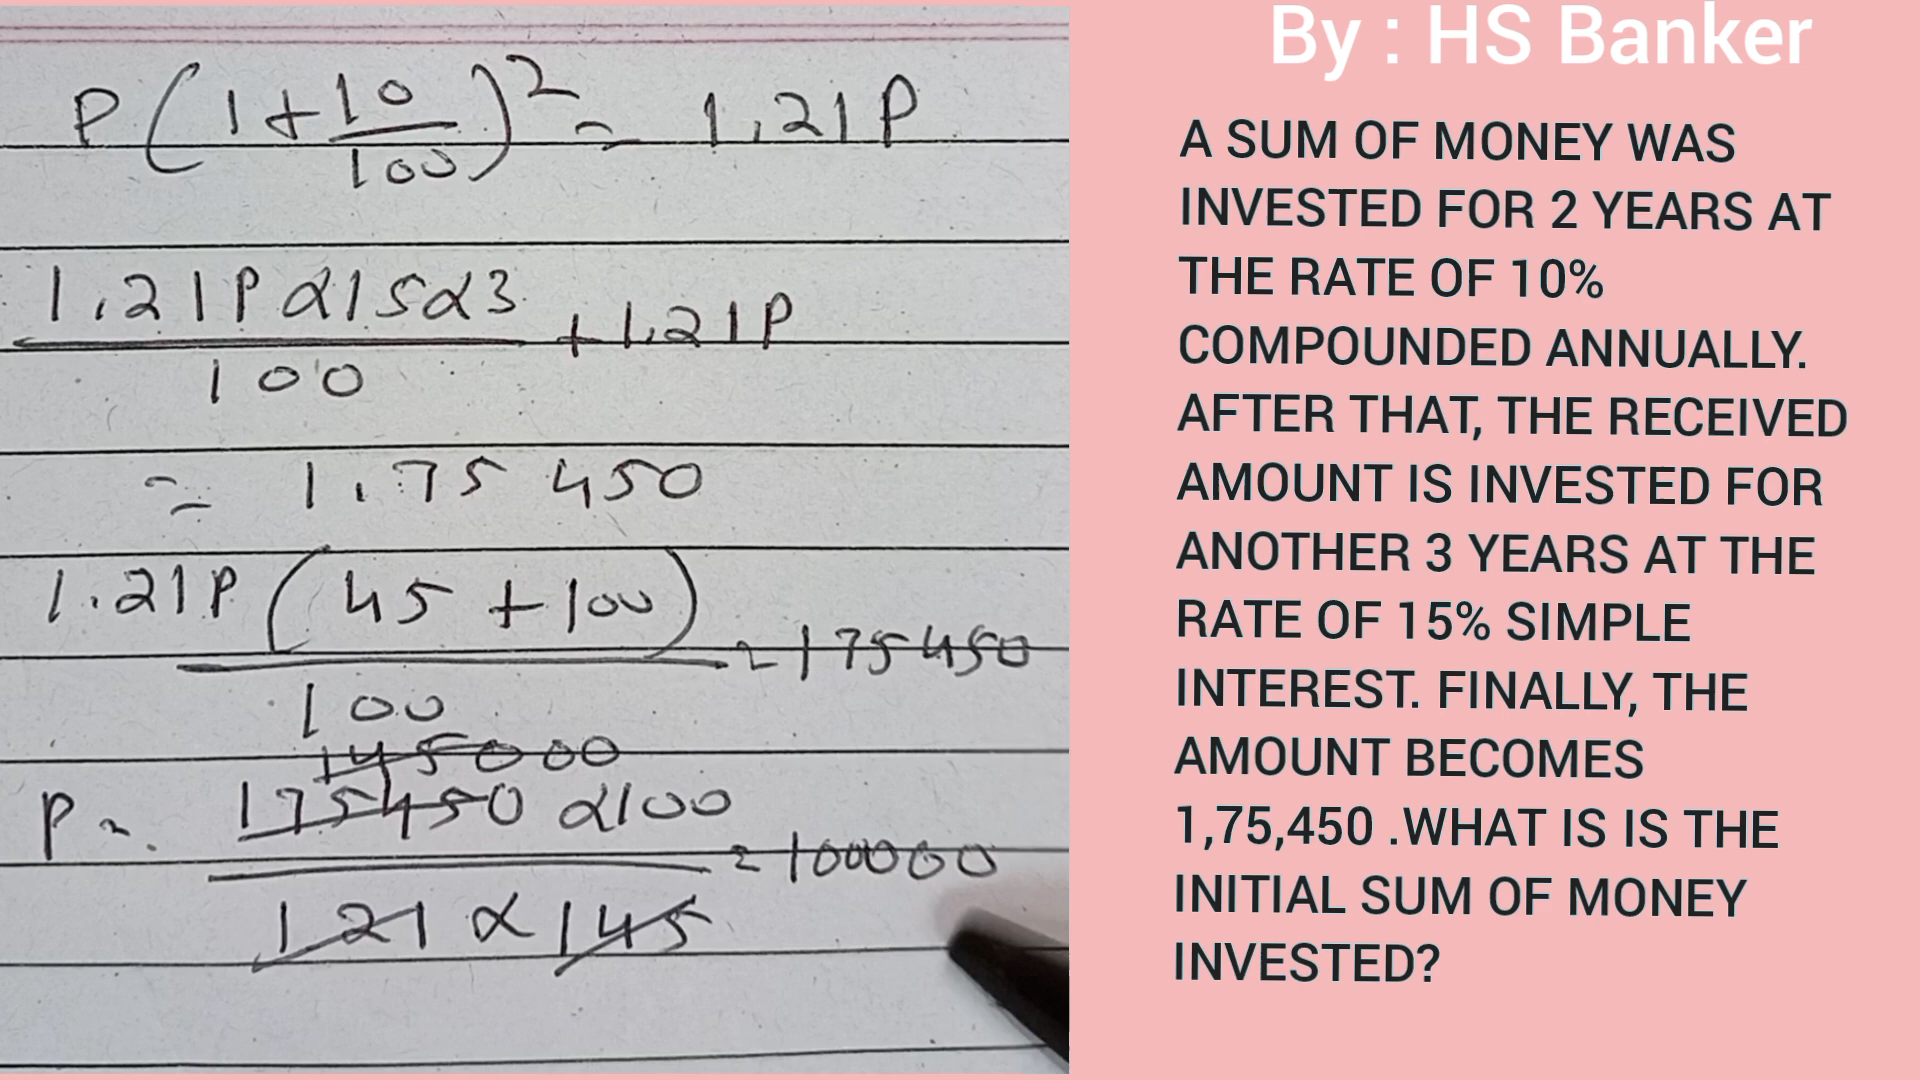 P(1+10/100)² = 1.21P
1.21P×15×3/100 + 1.21P
= 1.75450
1.21P(45+100)/100 = 175450
145000
P = 175450×100/121×145 = 100000
By : HS Banker
A SUM OF MONEY WAS
INVESTED FOR 2 YEARS AT
THE RATE OF 10%
COMPOUNDED ANNUALLY.
AFTER THAT, THE RECEIVED
AMOUNT IS INVESTED FOR
ANOTHER 3 YEARS AT THE
RATE OF 15% SIMPLE
INTEREST. FINALLY, THE
AMOUNT BECOMES
1,75,450 .WHAT IS IS THE
INITIAL SUM OF MONEY
INVESTED?